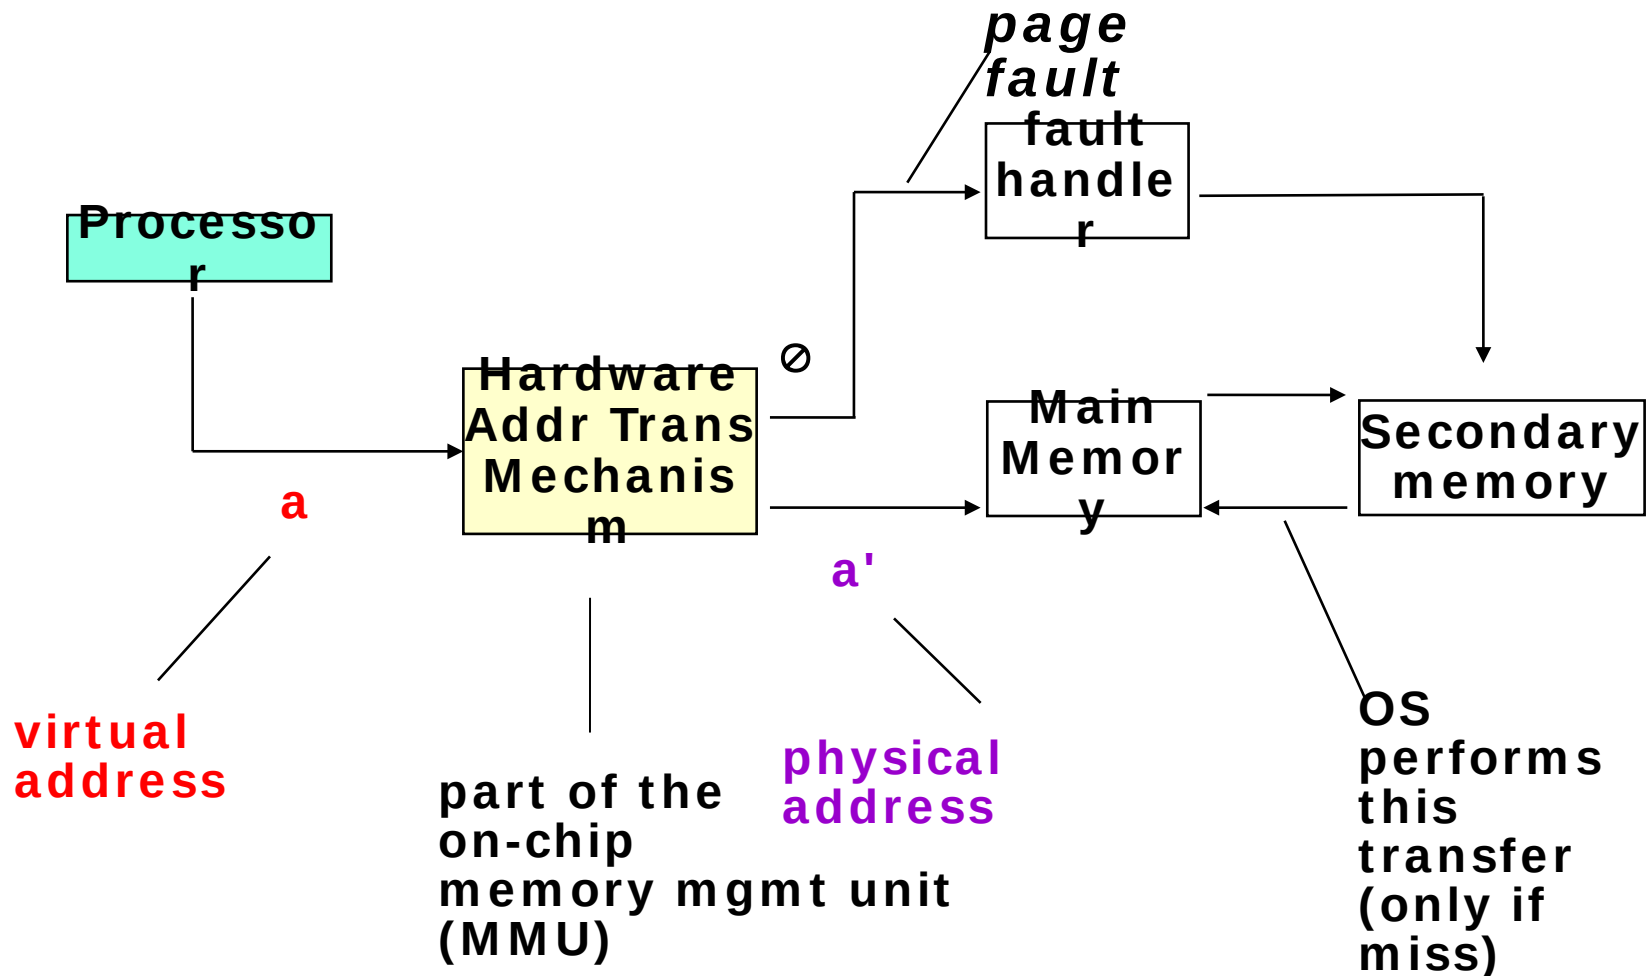 page
fault
fault
handle
r
Processo
r
∅
Hardware
Addr Trans
Mechanis
m
Main
Memor
y
Secondary
memory
a
a'
virtual
address
part of the
on-chip
memory mgmt unit
(MMU)
physical
address
OS
performs
this
transfer
(only if
miss)